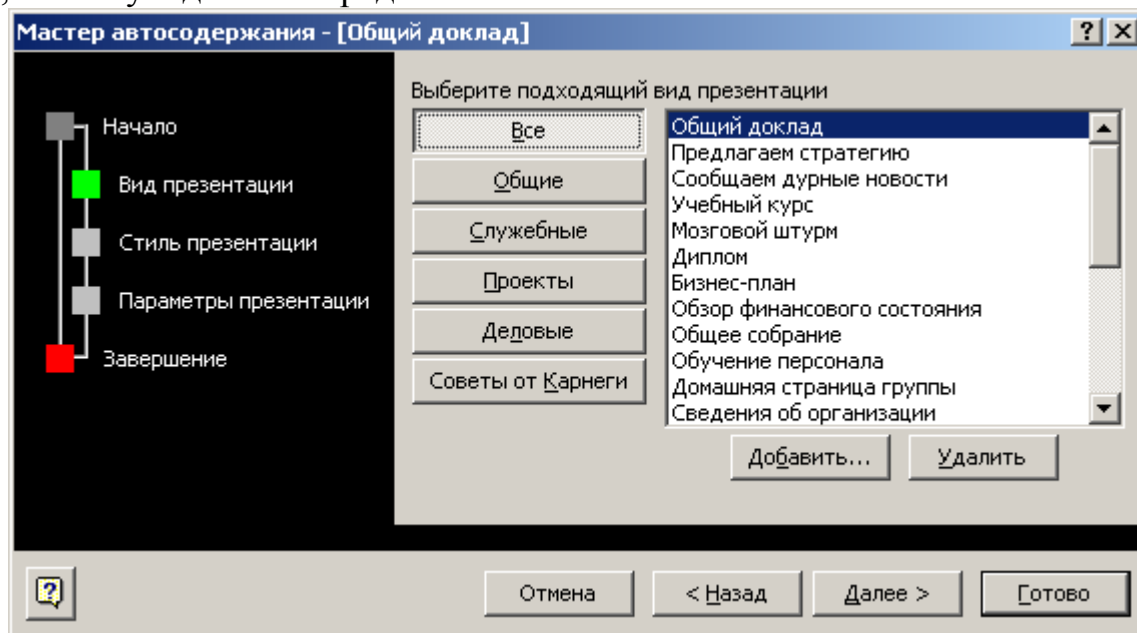 Мастер автосодержания - [Общий доклад]
Выберите подходящий вид презентации
Начало
Вид презентации
Стиль презентации
Параметры презентации
Завершение
Все
Общие
Служебные
Проекты
Деловые
Советы от Карнеги
Общий доклад
Предлагаем стратегию
Сообщаем дурные новости
Учебный курс
Мозговой штурм
Диплом
Бизнес-план
Обзор финансового состояния
Общее собрание
Обучение персонала
Домашняя страница группы
Сведения об организации
Добавить...
Удалить
Отмена
< Назад
Далее >
Готово